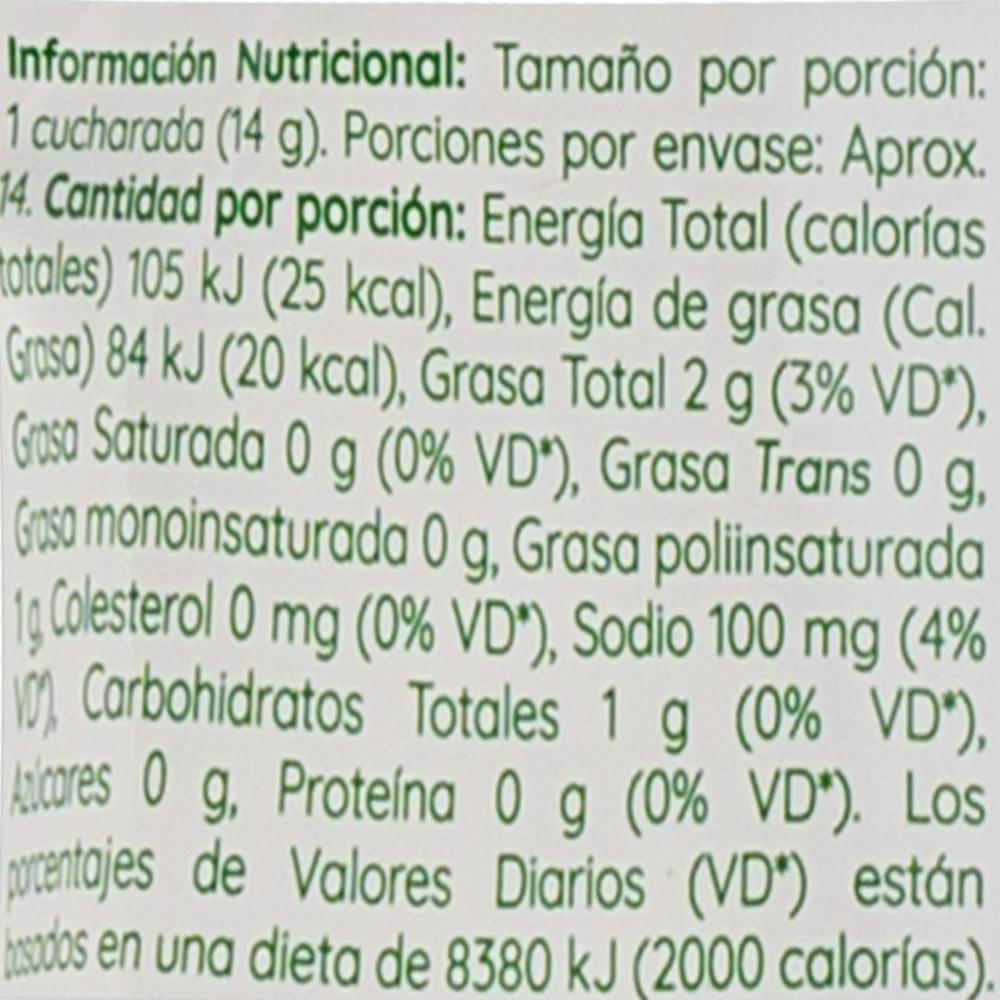 Información Nutricional: Tamaño por porción:
1 cucharada (14 g). Porciones por envase: Aprox.
14. Cantidad por porción: Energía Total (calorías
totales) 105 kJ (25 kcal), Energía de grasa (Cal.
Grasa) 84 kJ (20 kcal), Grasa Total 2 g (3% VD*),
Grasa Saturada 0 g (0% VD*), Grasa Trans 0 g,
Grasa monoinsaturada 0 g, Grasa poliinsaturada
1 g, Colesterol 0 mg (0% VD*), Sodio 100 mg (4%
VD*), Carbohidratos Totales 1 g (0% VD*),
Azúcares 0 g, Proteína 0 g (0% VD*). Los
porcentajes de Valores Diarios (VD*) están
basados en una dieta de 8380 kJ (2000 calorías).